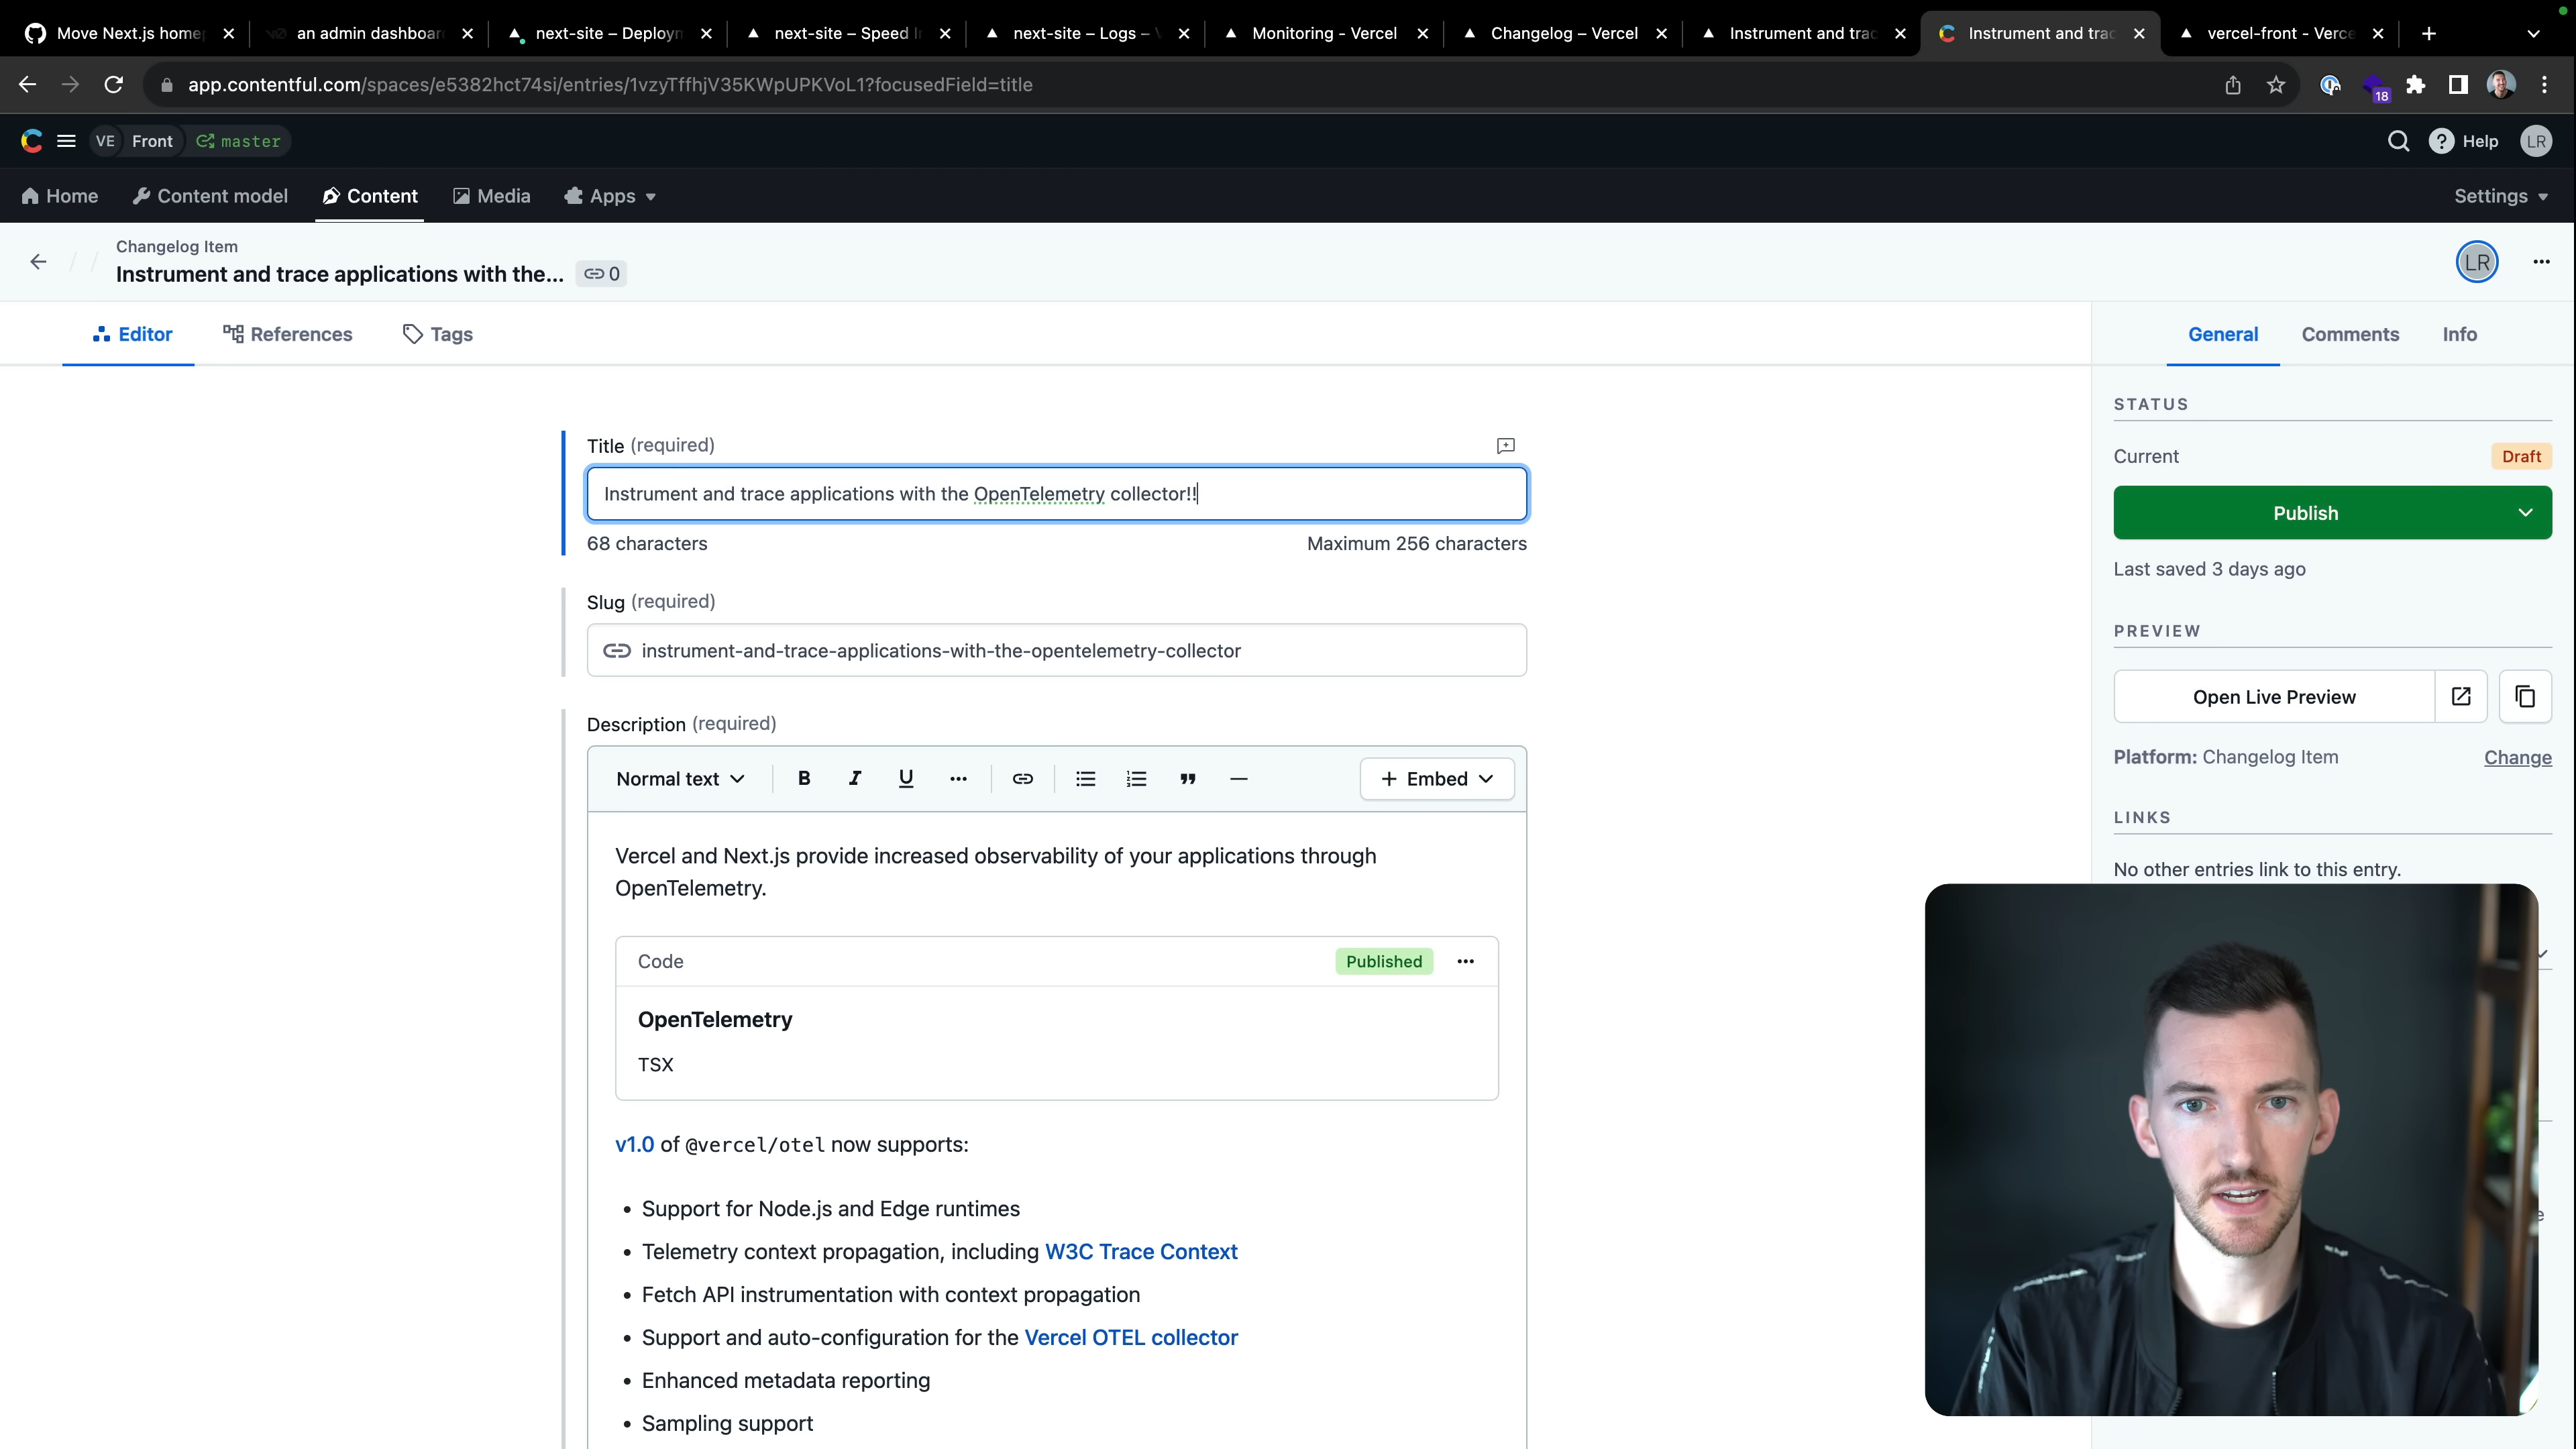 Move Next.js home
an admin dashboar
next-site – Deploym
next-site – Speed I
next-site – Logs –
Monitoring - Vercel
Changelog – Vercel
Instrument and trac
Instrument and trac
vercel-front - Verce
app.contentful.com/spaces/e5382hct74si/entries/1vzyTffhjV35KWpUPKVoL1?focusedField=title
18
VE Front master
Help
LR
Home
Content model
Content
Media
Apps
Settings
Changelog Item
Instrument and trace applications with the...
0
LR
Editor
References
Tags
General
Comments
Info
Title (required)
Instrument and trace applications with the OpenTelemetry collector!!
68 characters
Maximum 256 characters
Slug (required)
instrument-and-trace-applications-with-the-opentelemetry-collector
Description (required)
Normal text
B I U
Embed
Vercel and Next.js provide increased observability of your applications through
OpenTelemetry.
Code
Published
OpenTelemetry
TSX
v1.0 of @vercel/otel now supports:
• Support for Node.js and Edge runtimes
• Telemetry context propagation, including W3C Trace Context
• Fetch API instrumentation with context propagation
• Support and auto-configuration for the Vercel OTEL collector
• Enhanced metadata reporting
• Sampling support
STATUS
Current
Draft
Publish
Last saved 3 days ago
PREVIEW
Open Live Preview
Platform: Changelog Item
Change
LINKS
No other entries link to this entry.